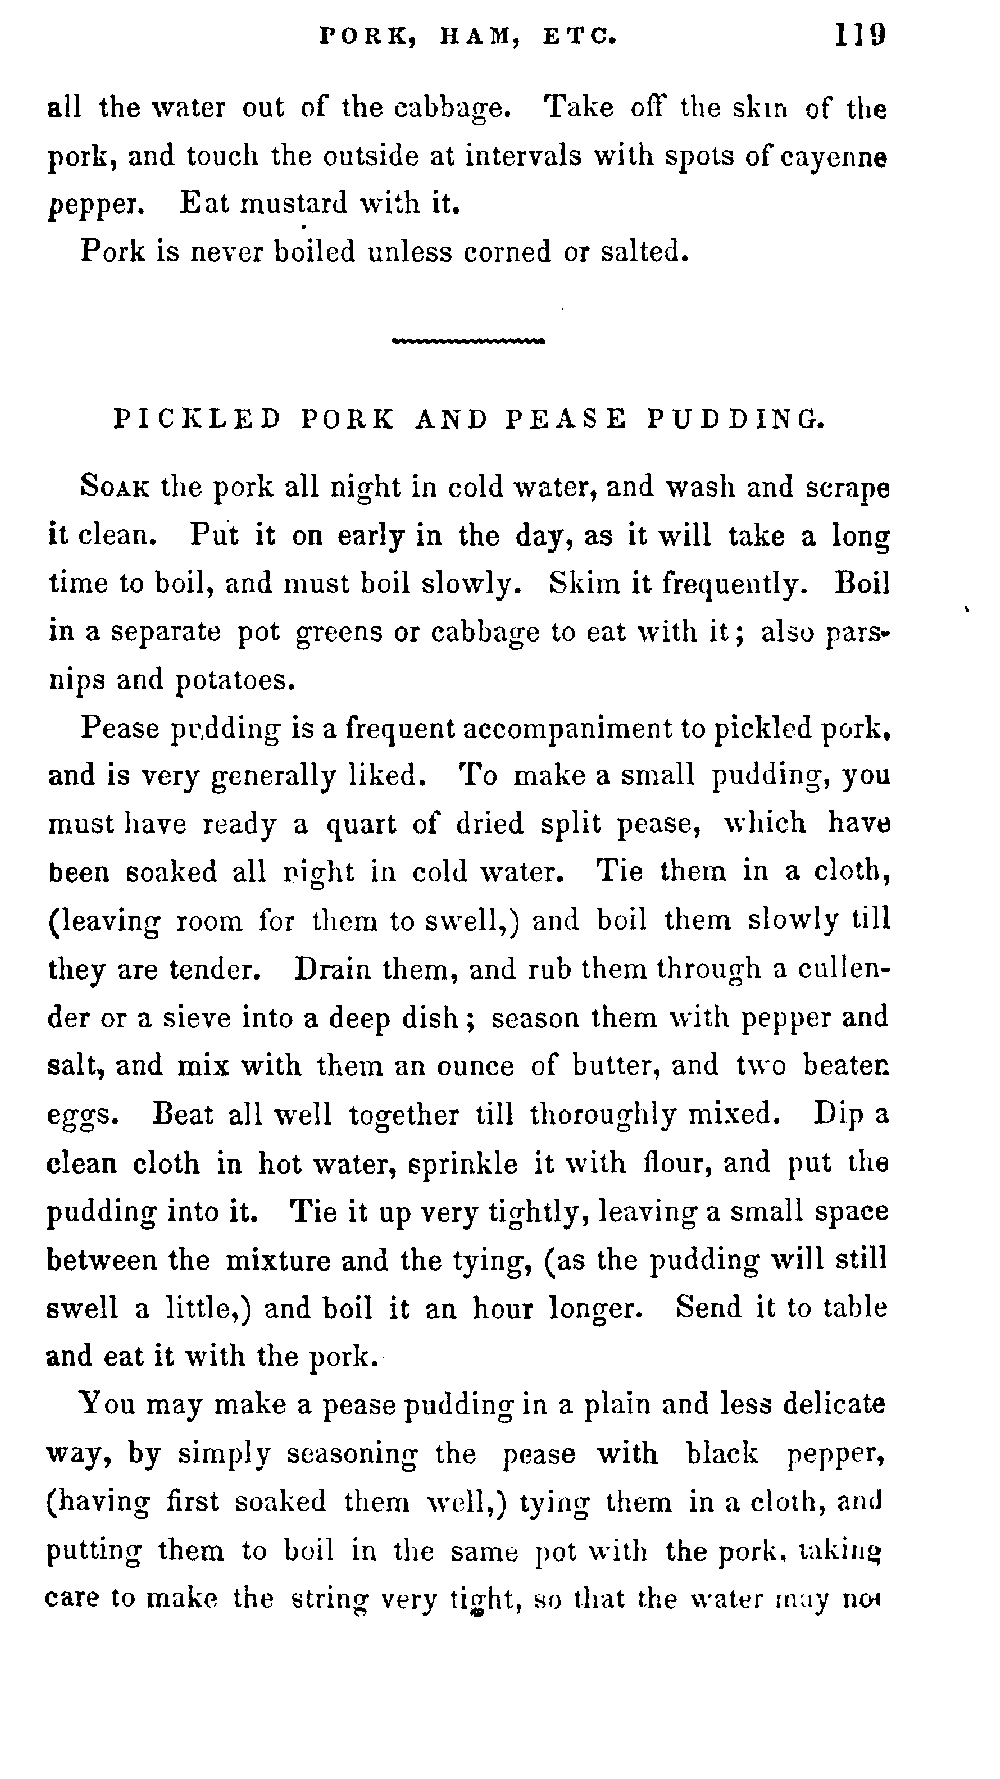 PORK, HAM, ETC. 119
all the water out of the cabbage. Take off the skin of the
pork, and touch the outside at intervals with spots of cayenne
pepper. Eat mustard with it.
Pork is never boiled unless corned or salted.
PICKLED PORK AND PEASE PUDDING.
SOAK the pork all night in cold water, and wash and scrape
it clean. Put it on early in the day, as it will take a long
time to boil, and must boil slowly. Skim it frequently. Boil
in a separate pot greens or cabbage to eat with it; also pars-
nips and potatoes.
Pease pudding is a frequent accompaniment to pickled pork,
and is very generally liked. To make a small pudding, you
must have ready a quart of dried split pease, which have
been soaked all night in cold water. Tie them in a cloth,
(leaving room for them to swell,) and boil them slowly till
they are tender. Drain them, and rub them through a cullen-
der or a sieve into a deep dish; season them with pepper and
salt, and mix with them an ounce of butter, and two beaten
eggs. Beat all well together till thoroughly mixed. Dip a
clean cloth in hot water, sprinkle it with flour, and put the
pudding into it. Tie it up very tightly, leaving a small space
between the mixture and the tying, (as the pudding will still
swell a little,) and boil it an hour longer. Send it to table
and eat it with the pork.
You may make a pease pudding in a plain and less delicate
way, by simply seasoning the pease with black pepper,
(having first soaked them well,) tying them in a cloth, and
putting them to boil in the same pot with the pork, taking
care to make the string very tight, so that the water may not